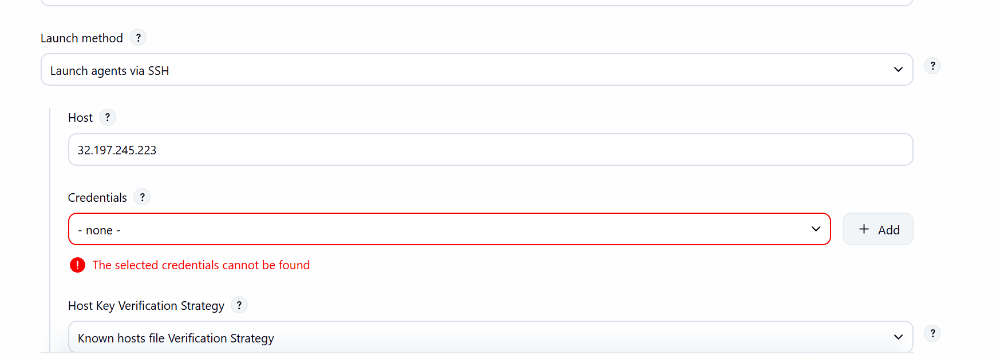 Launch method ?
Launch agents via SSH ?
Host ?
32.197.245.223
Credentials ?
- none - + Add
! The selected credentials cannot be found
Host Key Verification Strategy ?
Known hosts file Verification Strategy ?